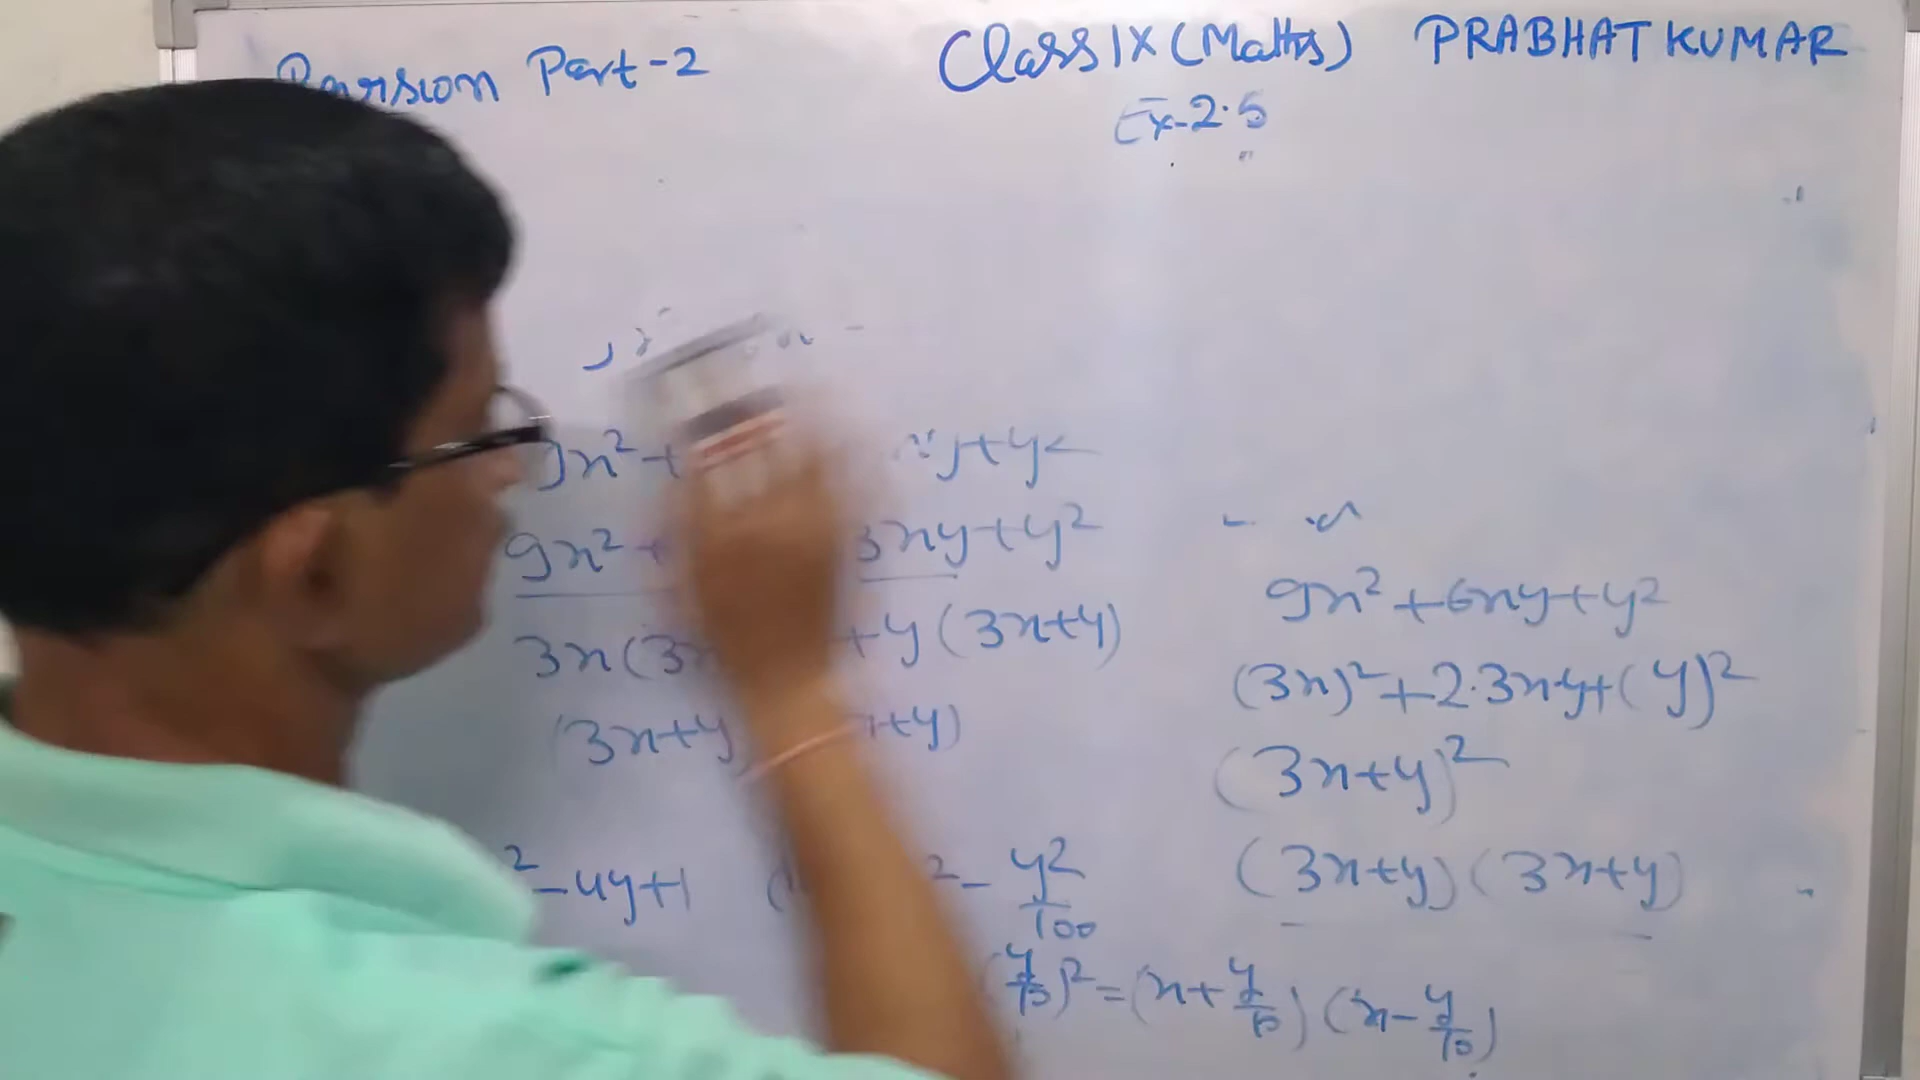 Part-2 Class IX (Maths) PRABHAT KUMAR
Ex-2.5
9x²+
xy+y²
9x²+ 3xy+y²
3x(3x +y(3x+y)
(3x+y) x+y)
9x²+6xy+y²
(3x)²+2.3x.y+(y)²
(3x+y)²
(3x+y)(3x+y)
²-4y+1
²- y²/100
(y/10)²=(x+y/10)(x-y/10)